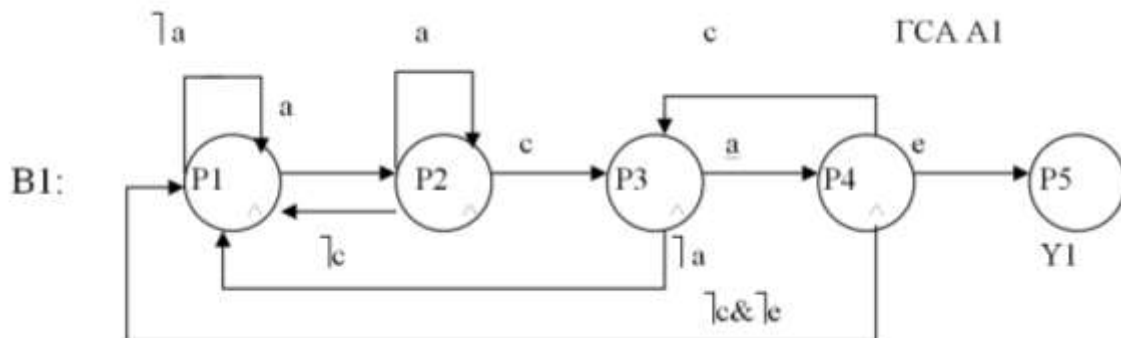 ⅂a a c ГСА А1
a
c a e
B1: P1 P2 P3 P4 P5
⅂c ⅂a Y1
⅂c&⅂e